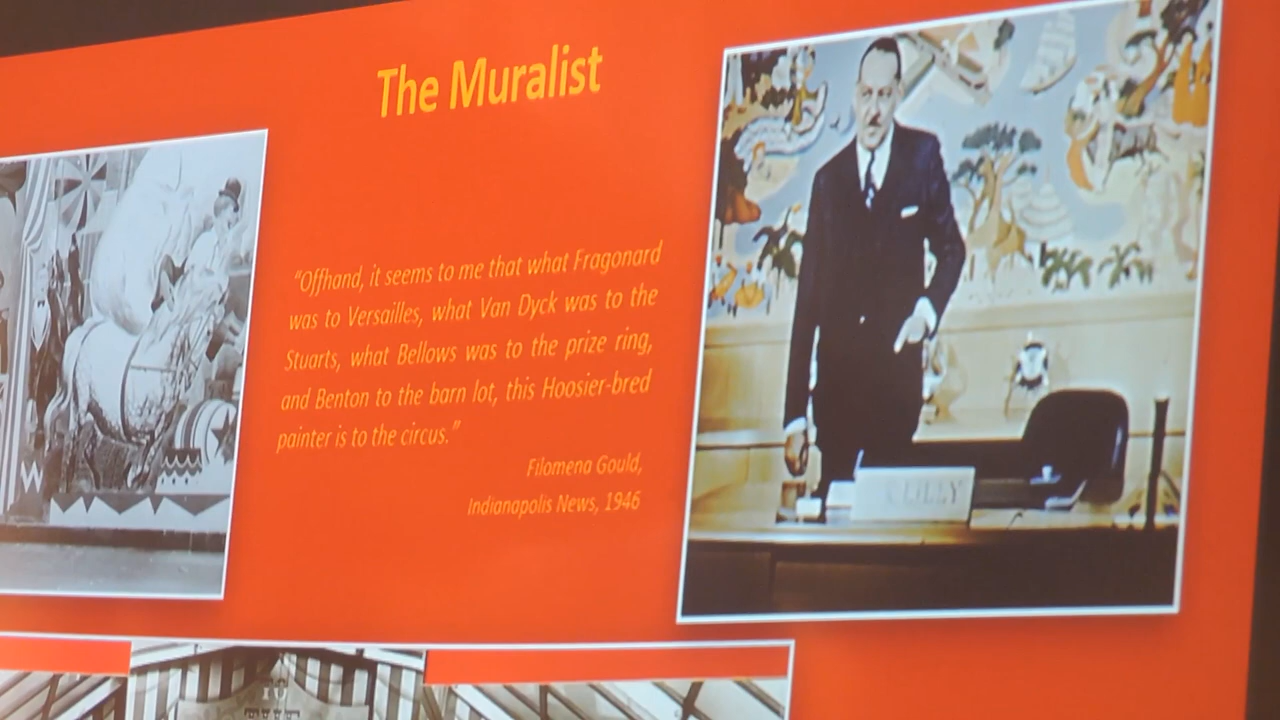 The Muralist
“Offhand, it seems to me that what Fragonard
was to Versailles, what Van Dyck was to the
Stuarts, what Bellows was to the prize ring,
and Benton to the barn lot, this Hoosier-bred
painter is to the circus.”
Filomena Gould,
Indianapolis News, 1946